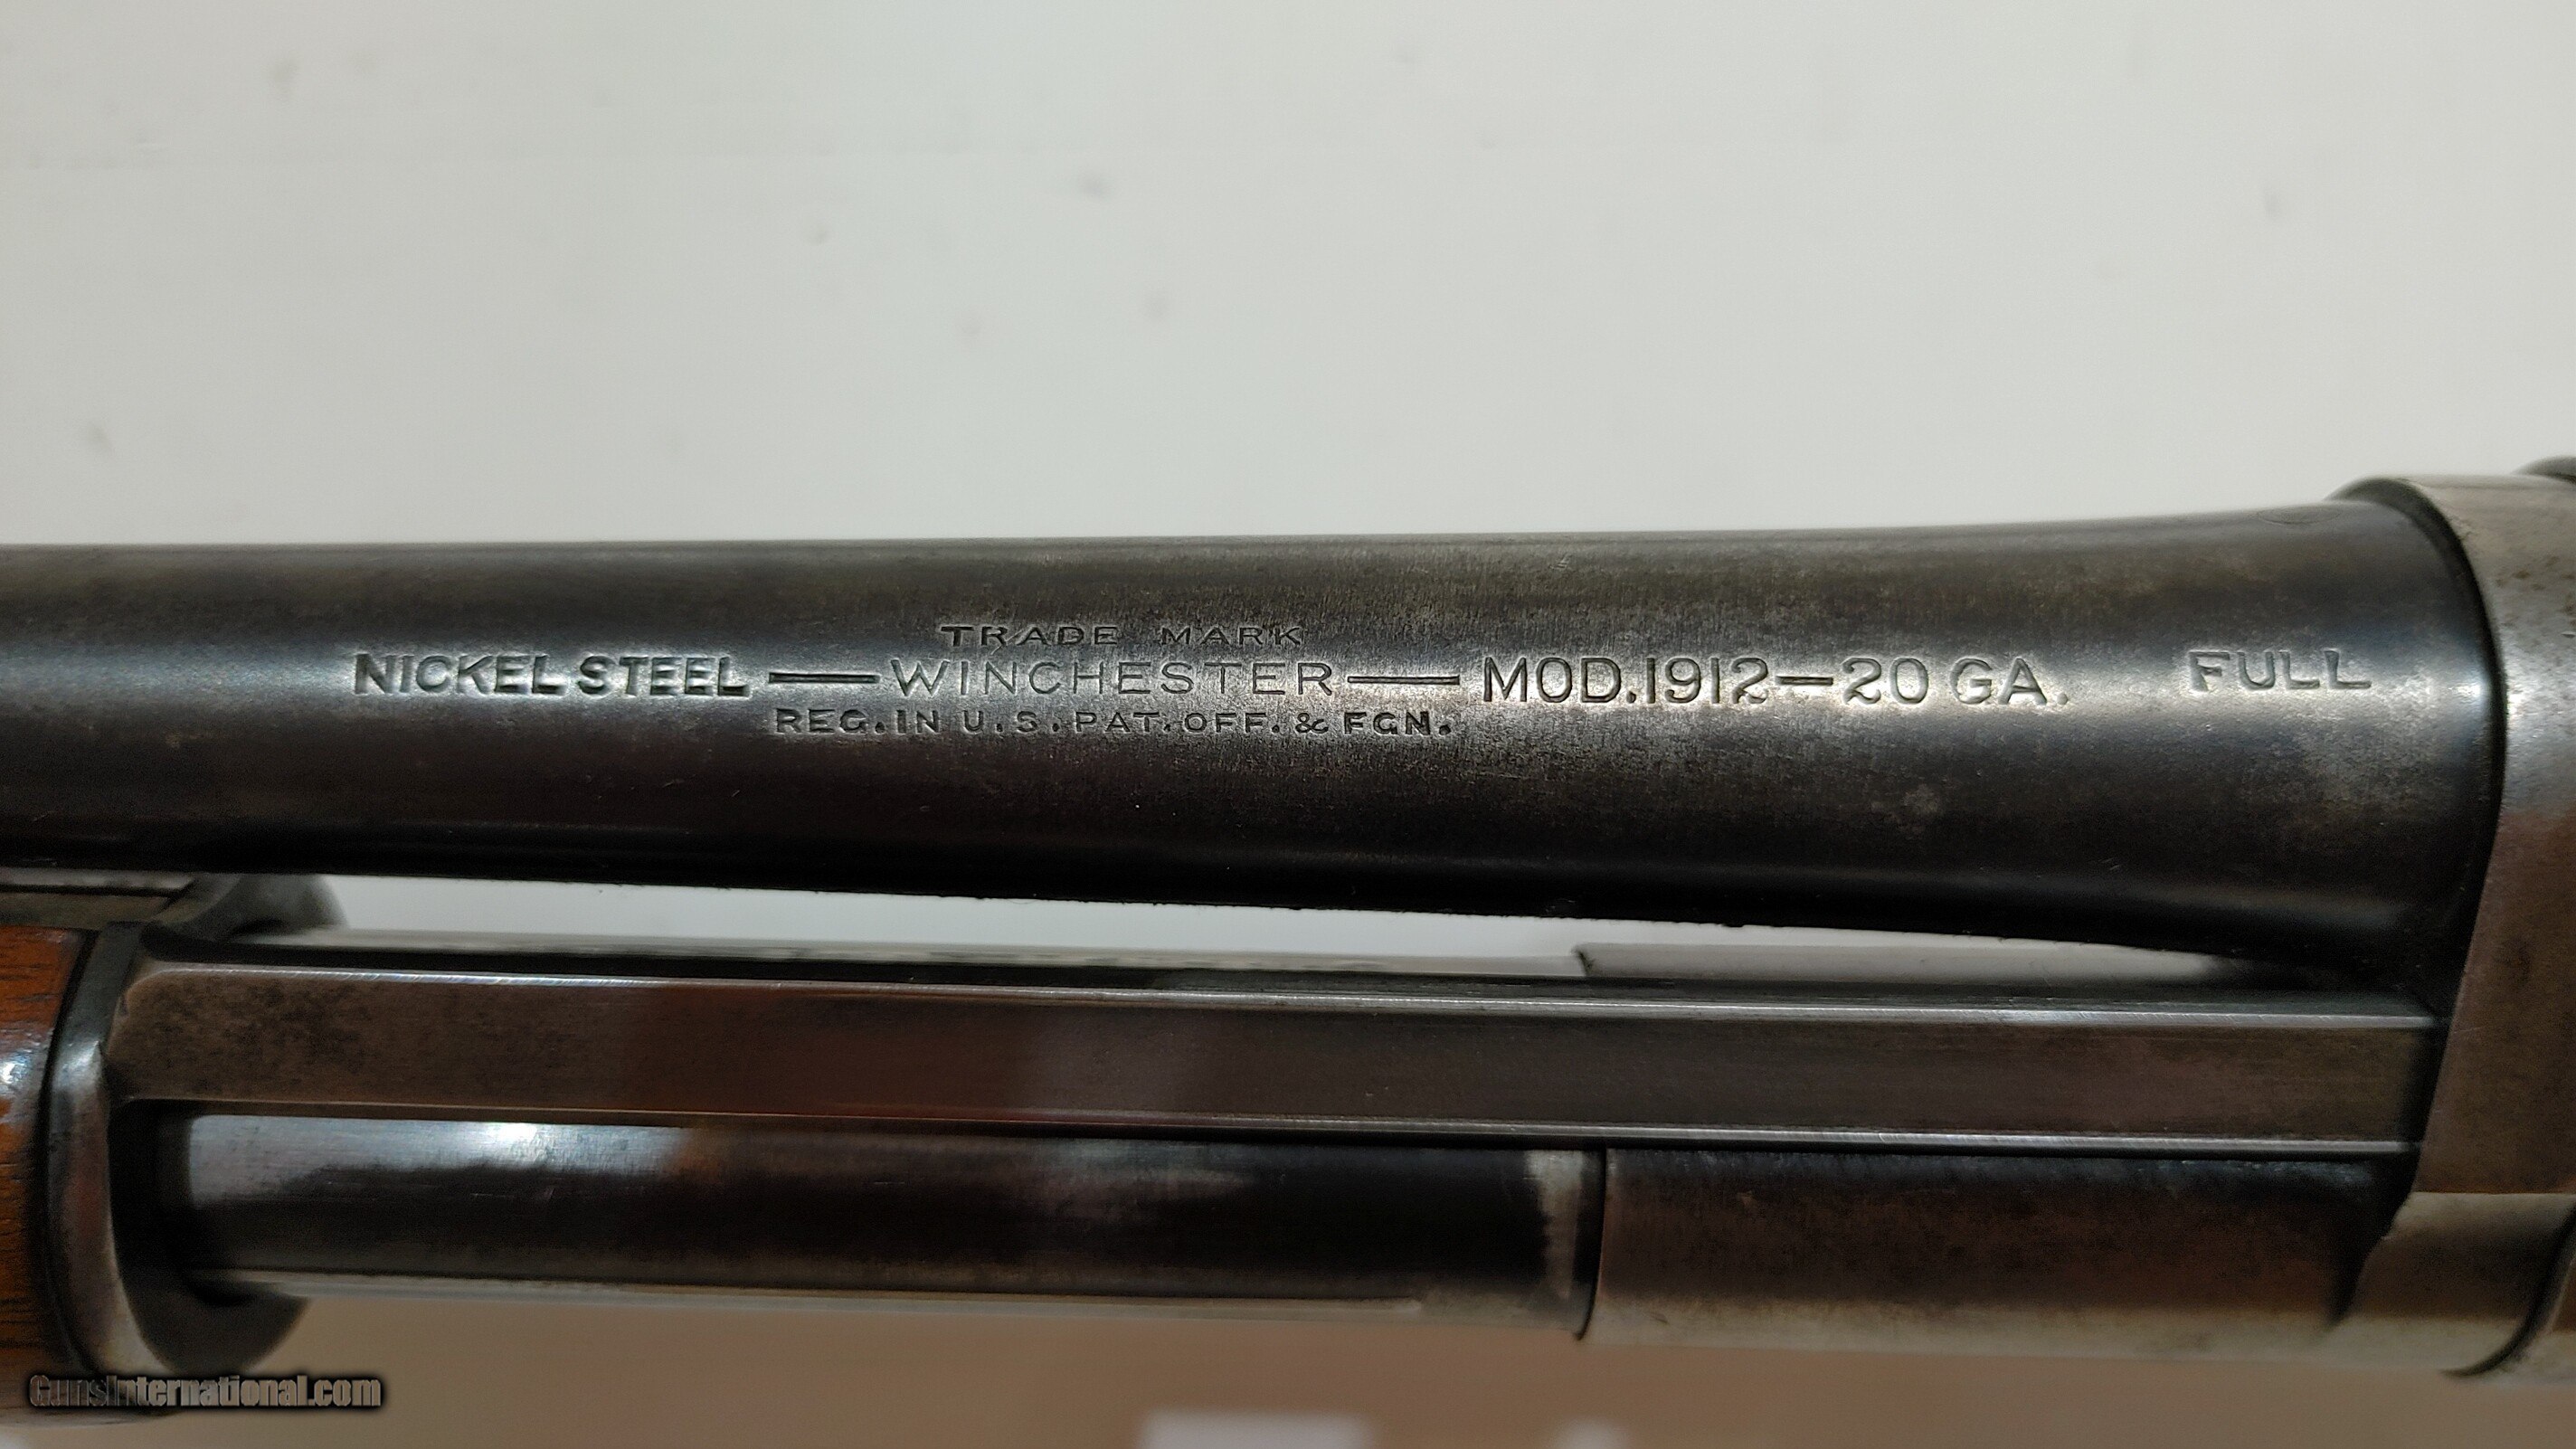 TRADE MARK
NICKEL STEEL — WINCHESTER — MOD.1912—20 GA. FULL
REG. IN U.S. PAT. OFF. & FGN.
GunsInternational.com